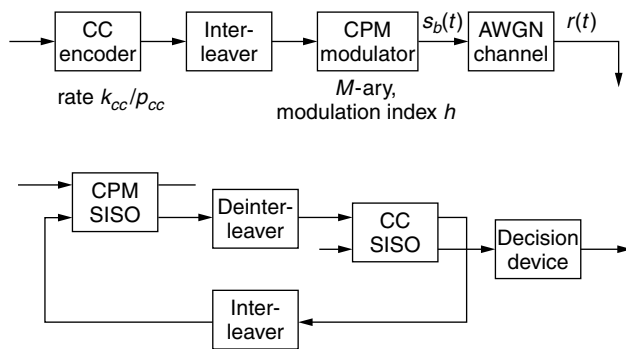 CC
encoder
Inter-
leaver
CPM
modulator
s_b(t)
AWGN
channel
r(t)
rate k_cc/p_cc
M-ary,
modulation index h
CPM
SISO
Deinter-
leaver
CC
SISO
Decision
device
Inter-
leaver